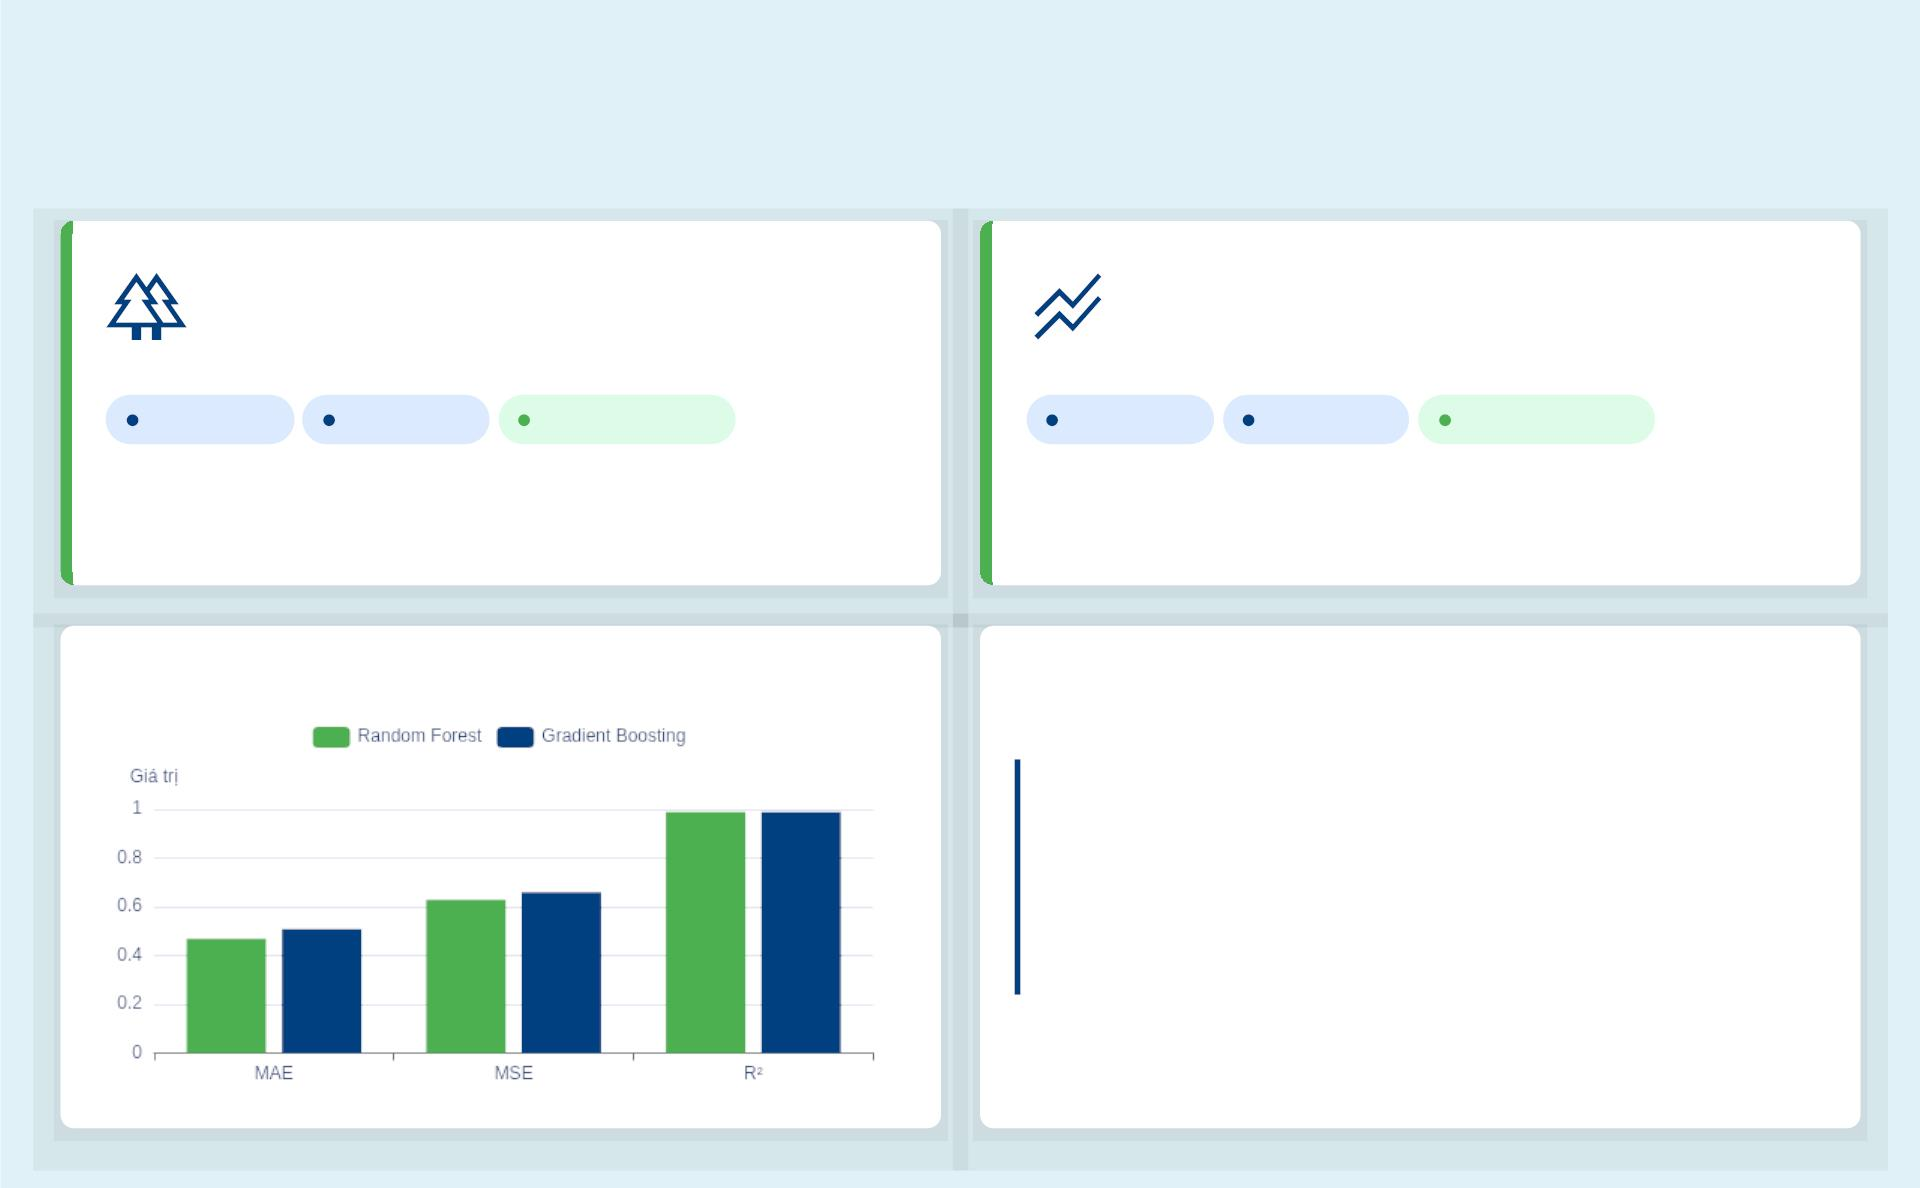 Random Forest Gradient Boosting
Giá trị
1
0.8
0.6
0.4
0.2
0
MAE MSE R²